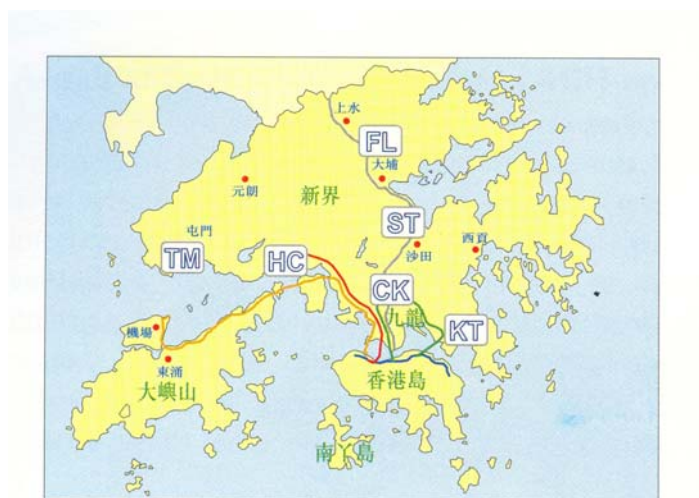 上水
FL
大埔
元朗
新界
ST
屯門
沙田
西貢
TM
HC
CK
九龍
KT
機場
東涌
香港島
大嶼山
南丫島